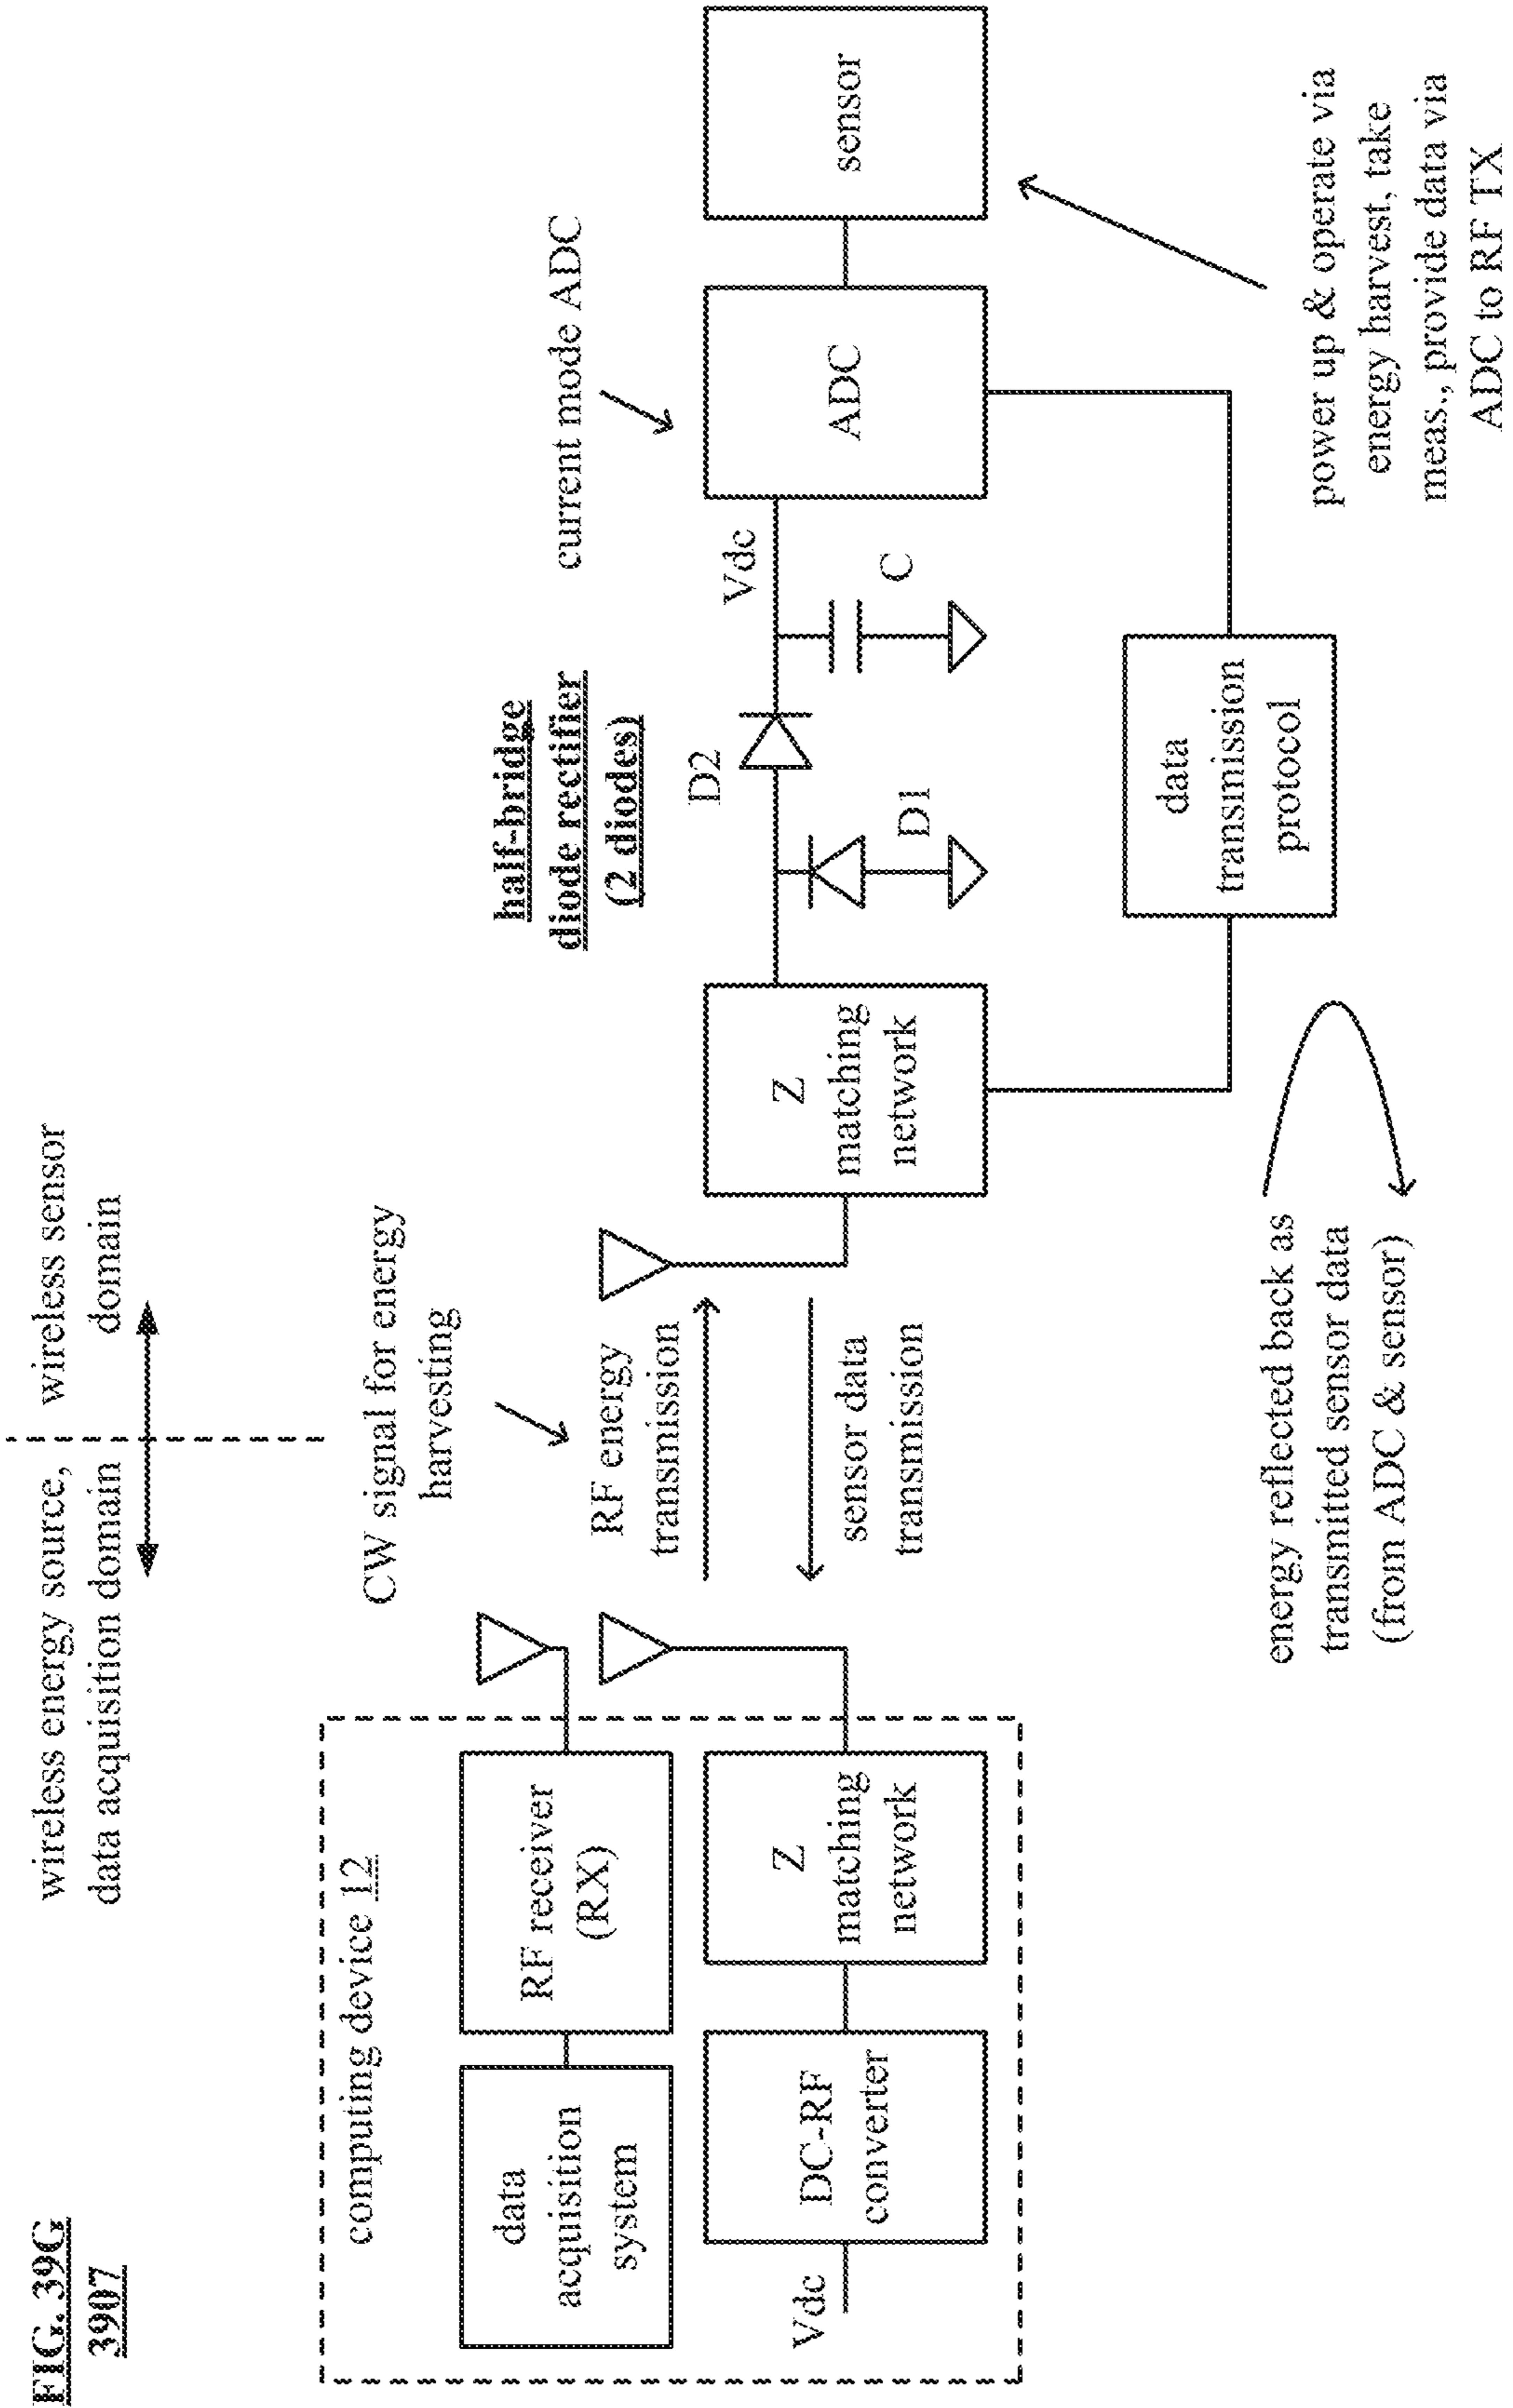 FIG. 39G
3907
wireless energy source,
data acquisition domain
wireless sensor
domain
computing device 12
data
acquisition
system
RF receiver
(RX)
Vdc
DC-RF
converter
Z
matching
network
CW signal for energy
harvesting
RF energy
transmission
sensor data
transmission
Z
matching
network
half-bridge
diode rectifier
(2 diodes)
D2
D1
Vdc
C
current mode ADC
ADC
sensor
data
transmission
protocol
energy reflected back as
transmitted sensor data
(from ADC & sensor)
power up & operate via
energy harvest, take
meas., provide data via
ADC to RF TX